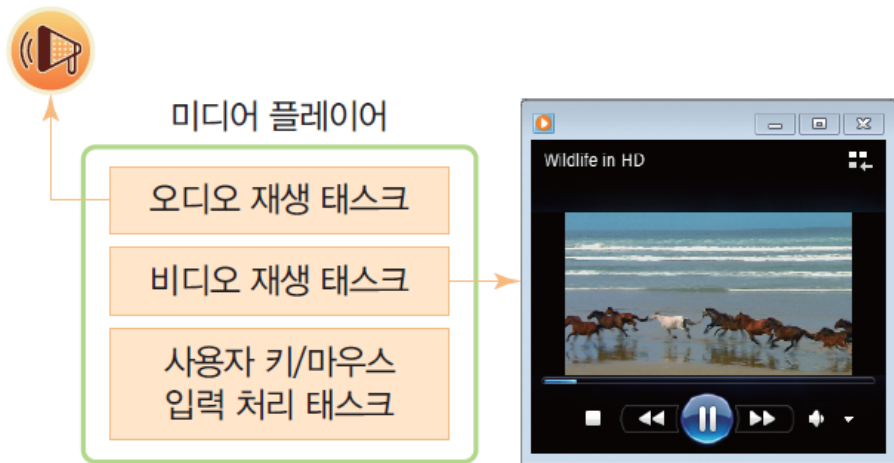 미디어 플레이어
오디오 재생 태스크
비디오 재생 태스크
사용자 키/마우스
입력 처리 태스크
Wildlife in HD